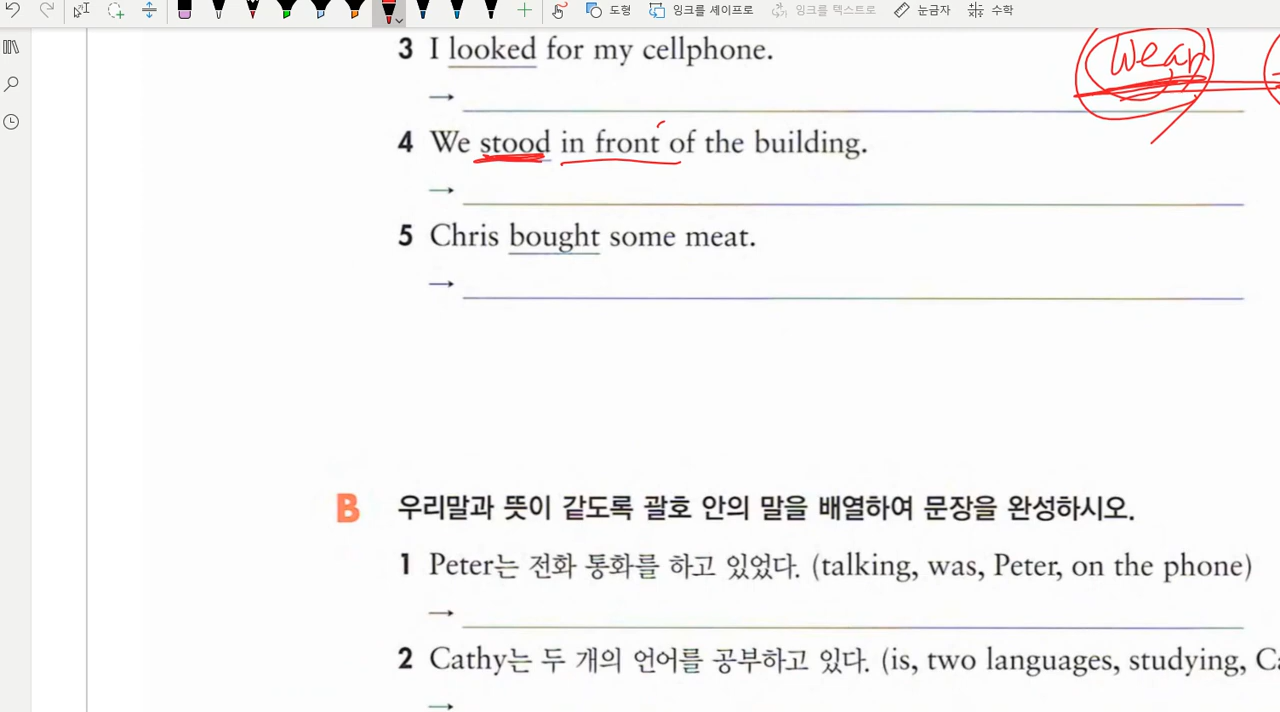 도형 잉크를 셰이프로 잉크를 텍스트로 눈금자 수학
3 I looked for my cellphone.
wear
→
4 We stood in front of the building.
→
5 Chris bought some meat.
→
B 우리말과 뜻이 같도록 괄호 안의 말을 배열하여 문장을 완성하시오.
1 Peter는 전화 통화를 하고 있었다. (talking, was, Peter, on the phone)
→
2 Cathy는 두 개의 언어를 공부하고 있다. (is, two languages, studying, Ca
→